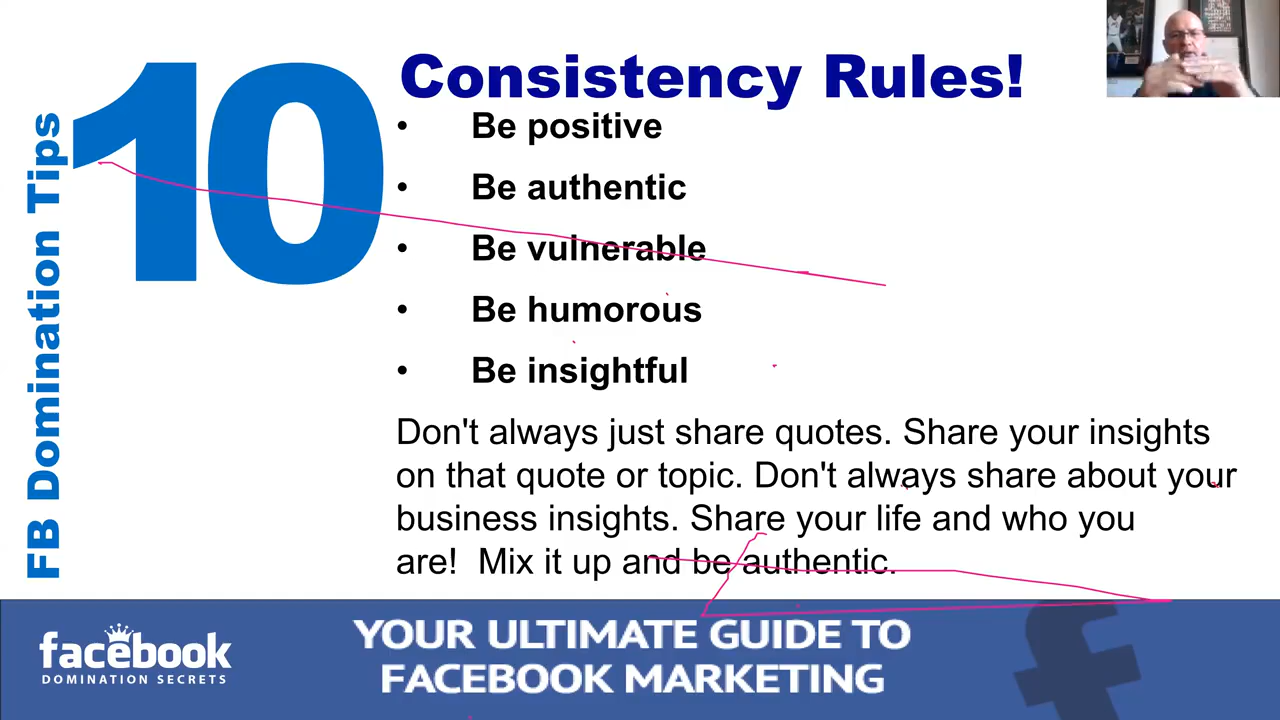 FB Domination Tips
10
Consistency Rules!
• Be positive
• Be authentic
• Be vulnerable
• Be humorous
• Be insightful
Don't always just share quotes. Share your insights
on that quote or topic. Don't always share about your
business insights. Share your life and who you
are!  Mix it up and be authentic.
facebook
DOMINATION SECRETS
YOUR ULTIMATE GUIDE TO
FACEBOOK MARKETING
f